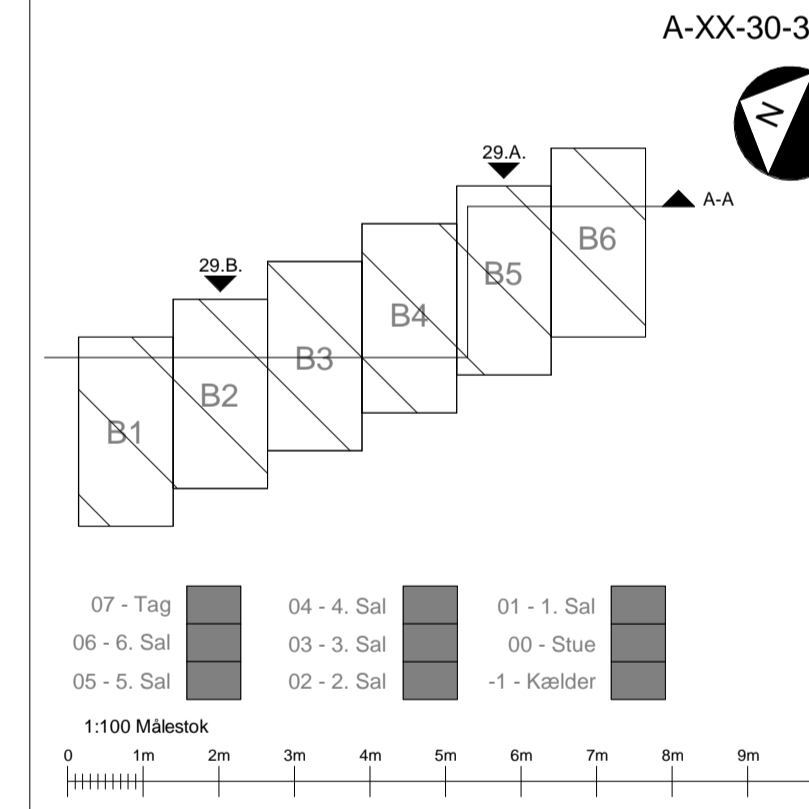 A-XX-30-3
N
29.A.
A-A
B6
B5
29.B.
B4
B3
B2
B1
07 - Tag
04 - 4. Sal
01 - 1. Sal
06 - 6. Sal
03 - 3. Sal
00 - Stue
05 - 5. Sal
02 - 2. Sal
-1 - Kælder
1:100 Målestok
0 1m 2m 3m 4m 5m 6m 7m 8m 9m